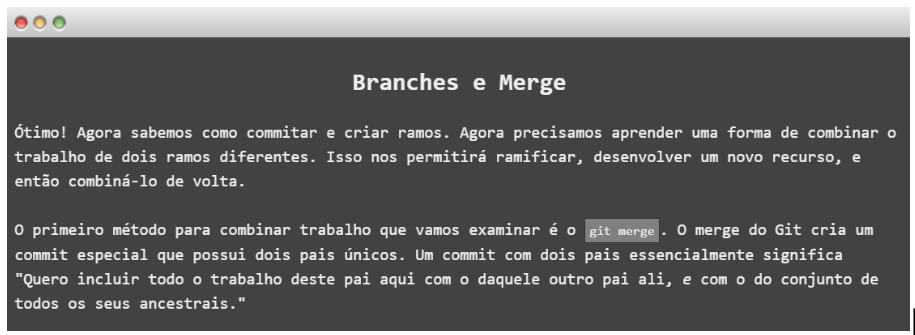 Branches e Merge
Ótimo! Agora sabemos como commitar e criar ramos. Agora precisamos aprender uma forma de combinar o
trabalho de dois ramos diferentes. Isso nos permitirá ramificar, desenvolver um novo recurso, e
então combiná-lo de volta.
O primeiro método para combinar trabalho que vamos examinar é o git merge. O merge do Git cria um
commit especial que possui dois pais únicos. Um commit com dois pais essencialmente significa
"Quero incluir todo o trabalho deste pai aqui com o daquele outro pai ali, e com o do conjunto de
todos os seus ancestrais."